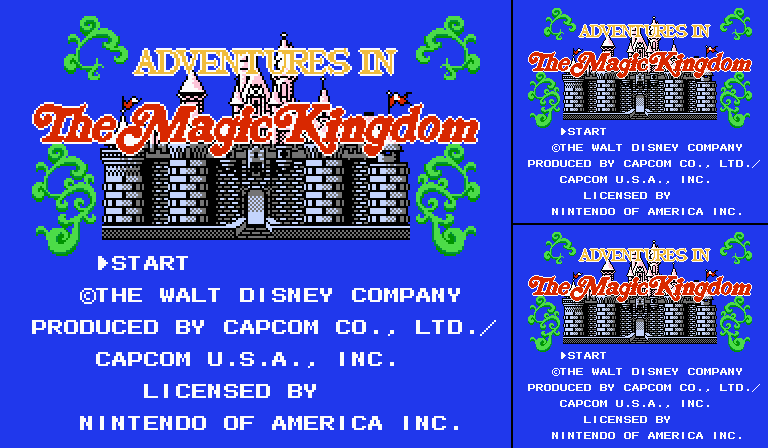 ADVENTURES IN
The Magic Kingdom
START
©THE WALT DISNEY COMPANY
PRODUCED BY CAPCOM CO., LTD./
CAPCOM U.S.A., INC.
LICENSED BY
NINTENDO OF AMERICA INC.
ADVENTURES IN
The Magic Kingdom
START
©THE WALT DISNEY COMPANY
PRODUCED BY CAPCOM CO., LTD./
CAPCOM U.S.A., INC.
LICENSED BY
NINTENDO OF AMERICA INC.
ADVENTURES IN
The Magic Kingdom
START
©THE WALT DISNEY COMPANY
PRODUCED BY CAPCOM CO., LTD./
CAPCOM U.S.A., INC.
LICENSED BY
NINTENDO OF AMERICA INC.